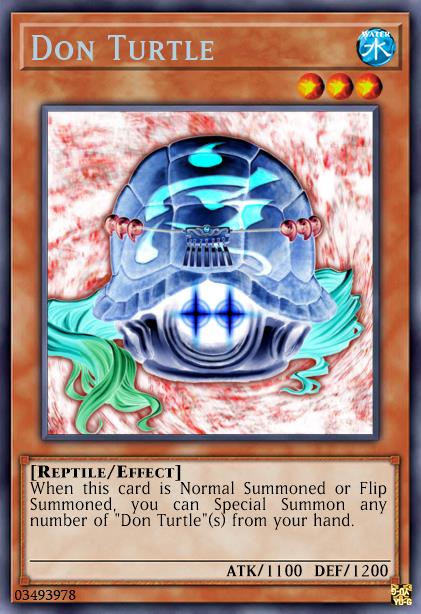 Don Turtle
WATER
水
[Reptile/Effect]
When this card is Normal Summoned or Flip
Summoned, you can Special Summon any
number of "Don Turtle"(s) from your hand.
ATK/1100 DEF/1200
03493978